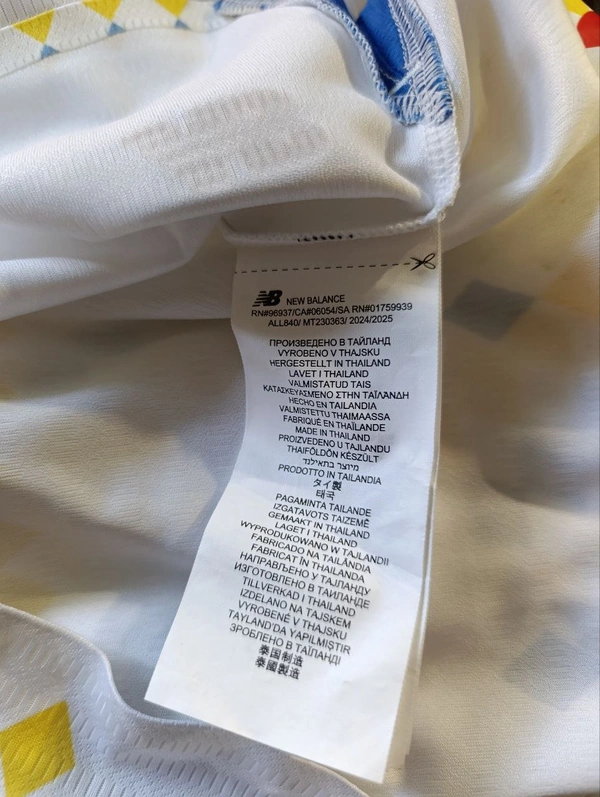 NB NEW BALANCE
RN#96937/CA#06054/SA RN#01759939
ALL840/ MT230363/ 2024/2025
ПРОИЗВЕДЕНО В ТАЙЛАНД
VYROBENO V THAJSKU
HERGESTELLT IN THAILAND
LAVET I THAILAND
VALMISTATUD TAIS
ΚΑΤΑΣΚΕΥΑΣΜΈΝΟ ΣΤΗΝ ΤΑΪΛΆΝΔΗ
HECHO EN TAILANDIA
VALMISTETTU THAIMAASSA
FABRIQUÉ EN THAÏLANDE
MADE IN THAILAND
PROIZVEDENO U TAJLANDU
THAIFÖLDÖN KÉSZÜLT
מיוצר בתאילנד
PRODOTTO IN TAILANDIA
タイ製
태국
PAGAMINTA TAILANDE
IZGATAVOTS TAIZEMĒ
GEMAAKT IN THAILAND
LAGET I THAILAND
WYPRODUKOWANO W TAJLANDII
FABRICADO NA TAILÂNDIA
FABRICAT ÎN THAILANDA
НАПРАВЉЕНО У ТАЈЛАНДУ
ИЗГОТОВЛЕНО В ТАИЛАНДЕ
TILLVERKAD I THAILAND
IZDELANO NA TAJSKEM
VYROBENÉ V THAJSKU
TAYLAND'DA YAPILMIŞTIR
ЗРОБЛЕНО В ТАЇЛАНДІ
泰国制造
泰國製造